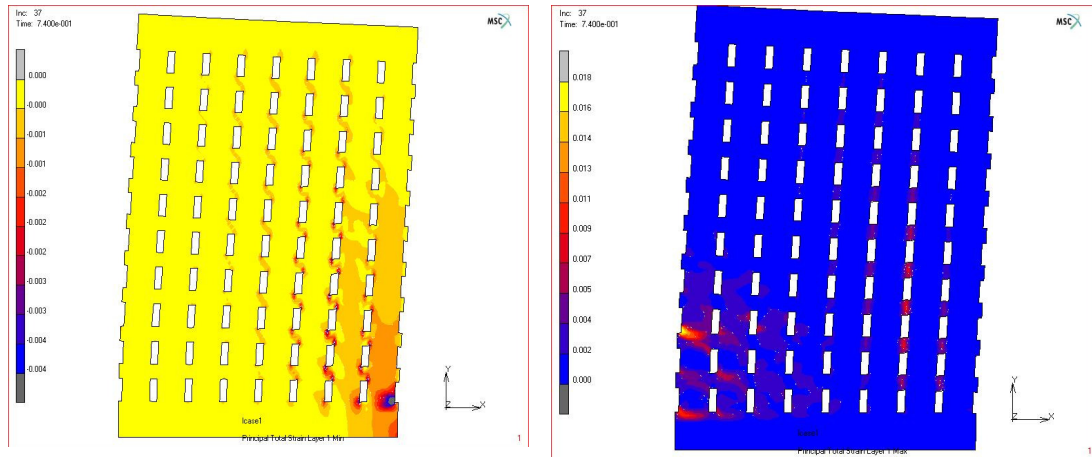 Inc: 37
Time: 7.400e-001
MSC
0.000
-0.000
-0.001
-0.001
-0.002
-0.002
-0.002
-0.003
-0.003
-0.004
-0.004
Y
Z
X
lcase1
Principal Total Strain Layer 1 Min
1
Inc: 37
Time: 7.400e-001
MSC
0.018
0.016
0.014
0.013
0.011
0.009
0.007
0.005
0.004
0.002
0.000
Y
Z
X
lcase1
Principal Total Strain Layer 1 Max
1